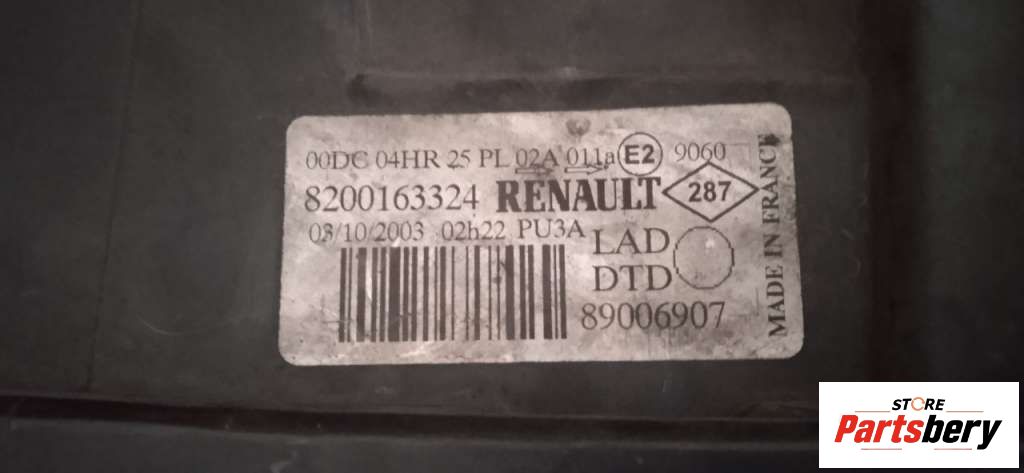 00DC 04HR 25 PL 02A 011a E2 9060
8200163324 RENAULT 287
03/10/2003 02h22 PU3A
LAD
DTD
89006907
MADE IN FRANCE
STORE
Partsbery